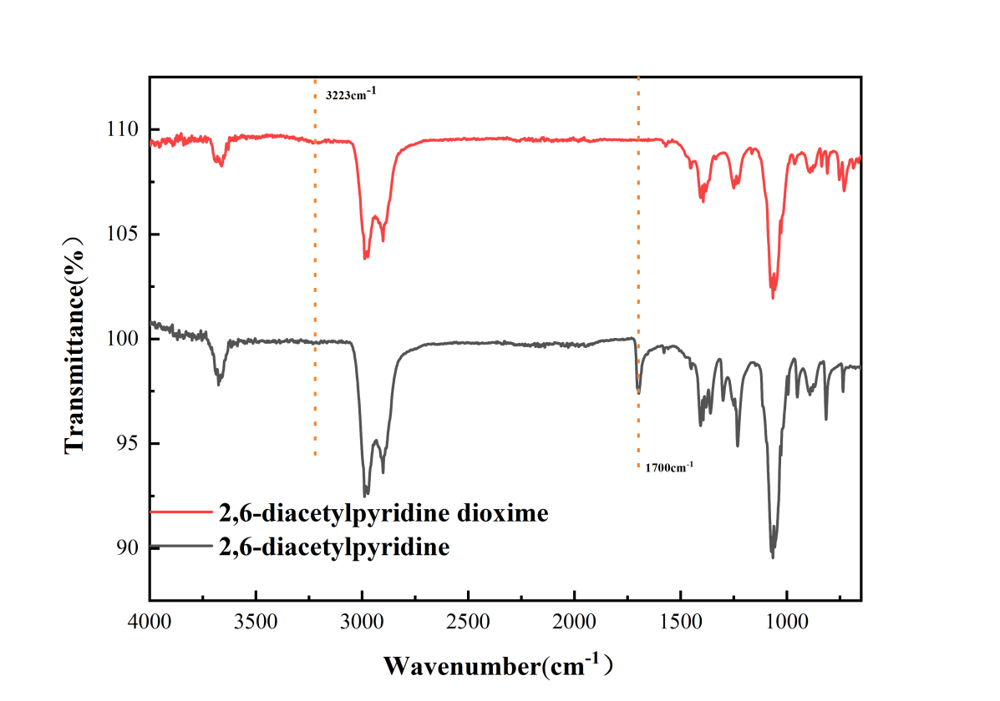 3223cm-1
110
105
100
95
90
Transmittance(%）
1700cm-1
2,6-diacetylpyridine dioxime
2,6-diacetylpyridine
4000 3500 3000 2500 2000 1500 1000
Wavenumber(cm-1）